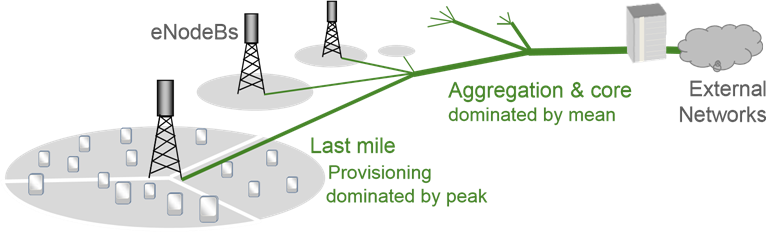 eNodeBs
Aggregation & core
dominated by mean
External
Networks
Last mile
Provisioning
dominated by peak